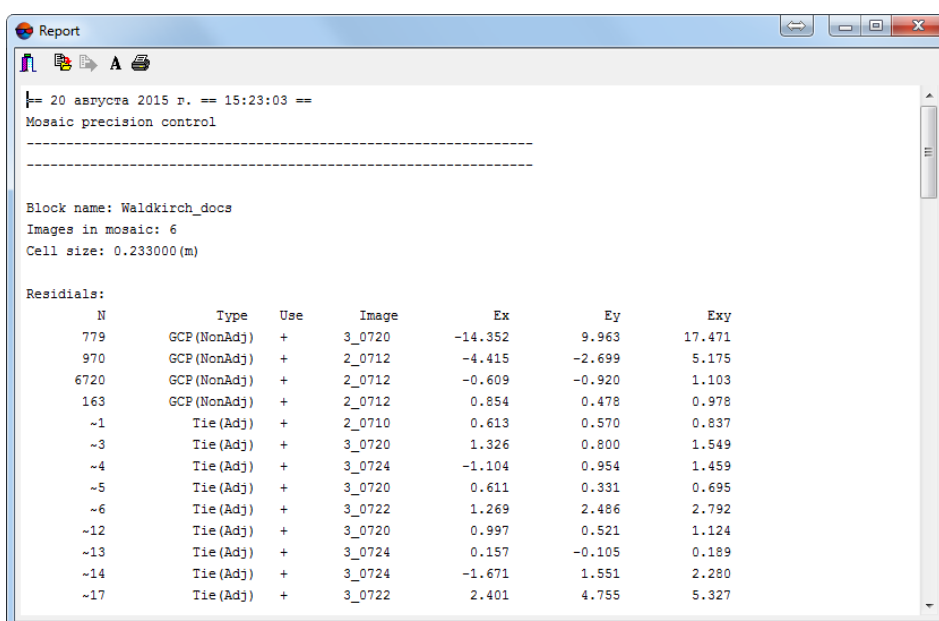 Report
A
== 20 августа 2015 г. == 15:23:03 ==
Mosaic precision control
---------------------------------------------------------------
---------------------------------------------------------------
Block name: Waldkirch_docs
Images in mosaic: 6
Cell size: 0.233000(m)
Residials:
N Type Use Image Ex Ey Exy
779 GCP(NonAdj) + 3_0720 -14.352 9.963 17.471
970 GCP(NonAdj) + 2_0712 -4.415 -2.699 5.175
6720 GCP(NonAdj) + 2_0712 -0.609 -0.920 1.103
163 GCP(NonAdj) + 2_0712 0.854 0.478 0.978
~1 Tie(Adj) + 2_0710 0.613 0.570 0.837
~3 Tie(Adj) + 3_0720 1.326 0.800 1.549
~4 Tie(Adj) + 3_0724 -1.104 0.954 1.459
~5 Tie(Adj) + 3_0720 0.611 0.331 0.695
~6 Tie(Adj) + 3_0722 1.269 2.486 2.792
~12 Tie(Adj) + 3_0720 0.997 0.521 1.124
~13 Tie(Adj) + 3_0724 0.157 -0.105 0.189
~14 Tie(Adj) + 3_0724 -1.671 1.551 2.280
~17 Tie(Adj) + 3_0722 2.401 4.755 5.327